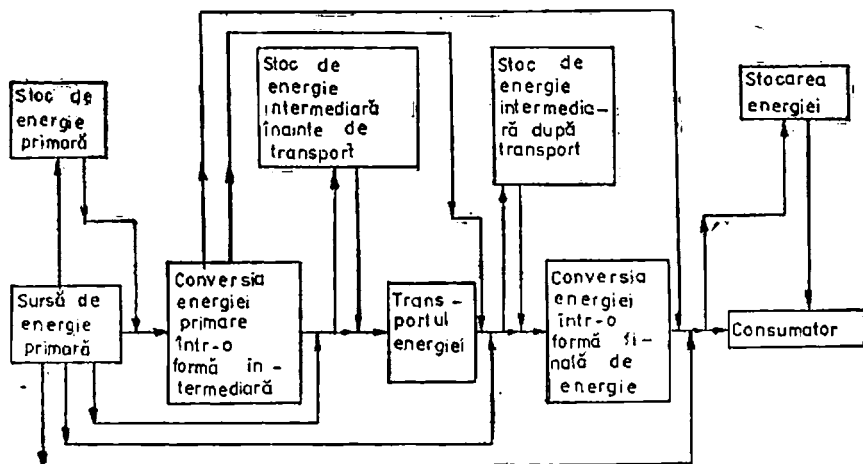 Stoc de
energie
primară
Stoc de
energie
intermediară
înainte de
transport
Stoc de
energie
intermedia-
ră după
transport
Stocarea
energiei
Sursă de
energie
primară
Conversia
energiei
primare
într-o
formă in-
termediară
Trans-
portul
energiei
Conversia
energiei
într-o
formă fi-
nală de
energie
Consumator